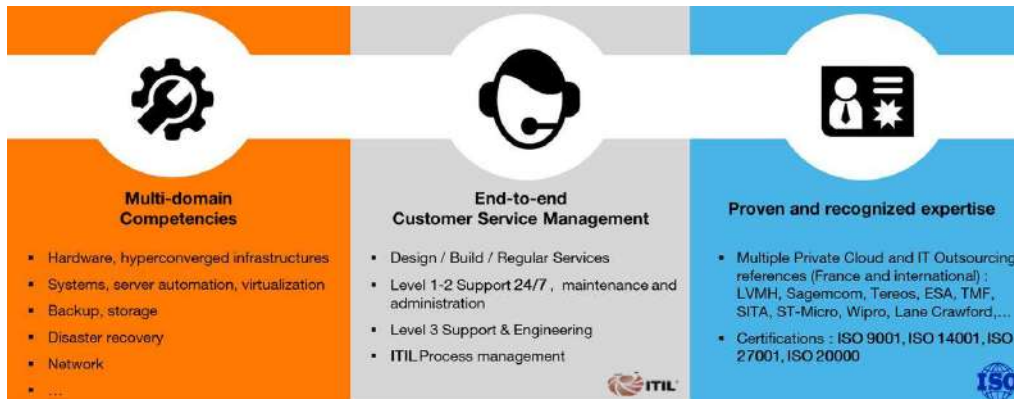 Multi-domain
Competencies
▪ Hardware, hyperconverged infrastructures
▪ Systems, server automation, virtualization
▪ Backup, storage
▪ Disaster recovery
▪ Network
▪ ...
End-to-end
Customer Service Management
▪ Design / Build / Regular Services
▪ Level 1-2 Support 24/7 , maintenance and
administration
▪ Level 3 Support & Engineering
▪ ITIL Process management
ITIL
Proven and recognized expertise
▪ Multiple Private Cloud and IT Outsourcing
references (France and international) :
LVMH, Sagemcom, Tereos, ESA, TMF,
SITA, ST-Micro, Wipro, Lane Crawford,...
▪ Certifications : ISO 9001, ISO 14001, ISO
27001, ISO 20000
ISO